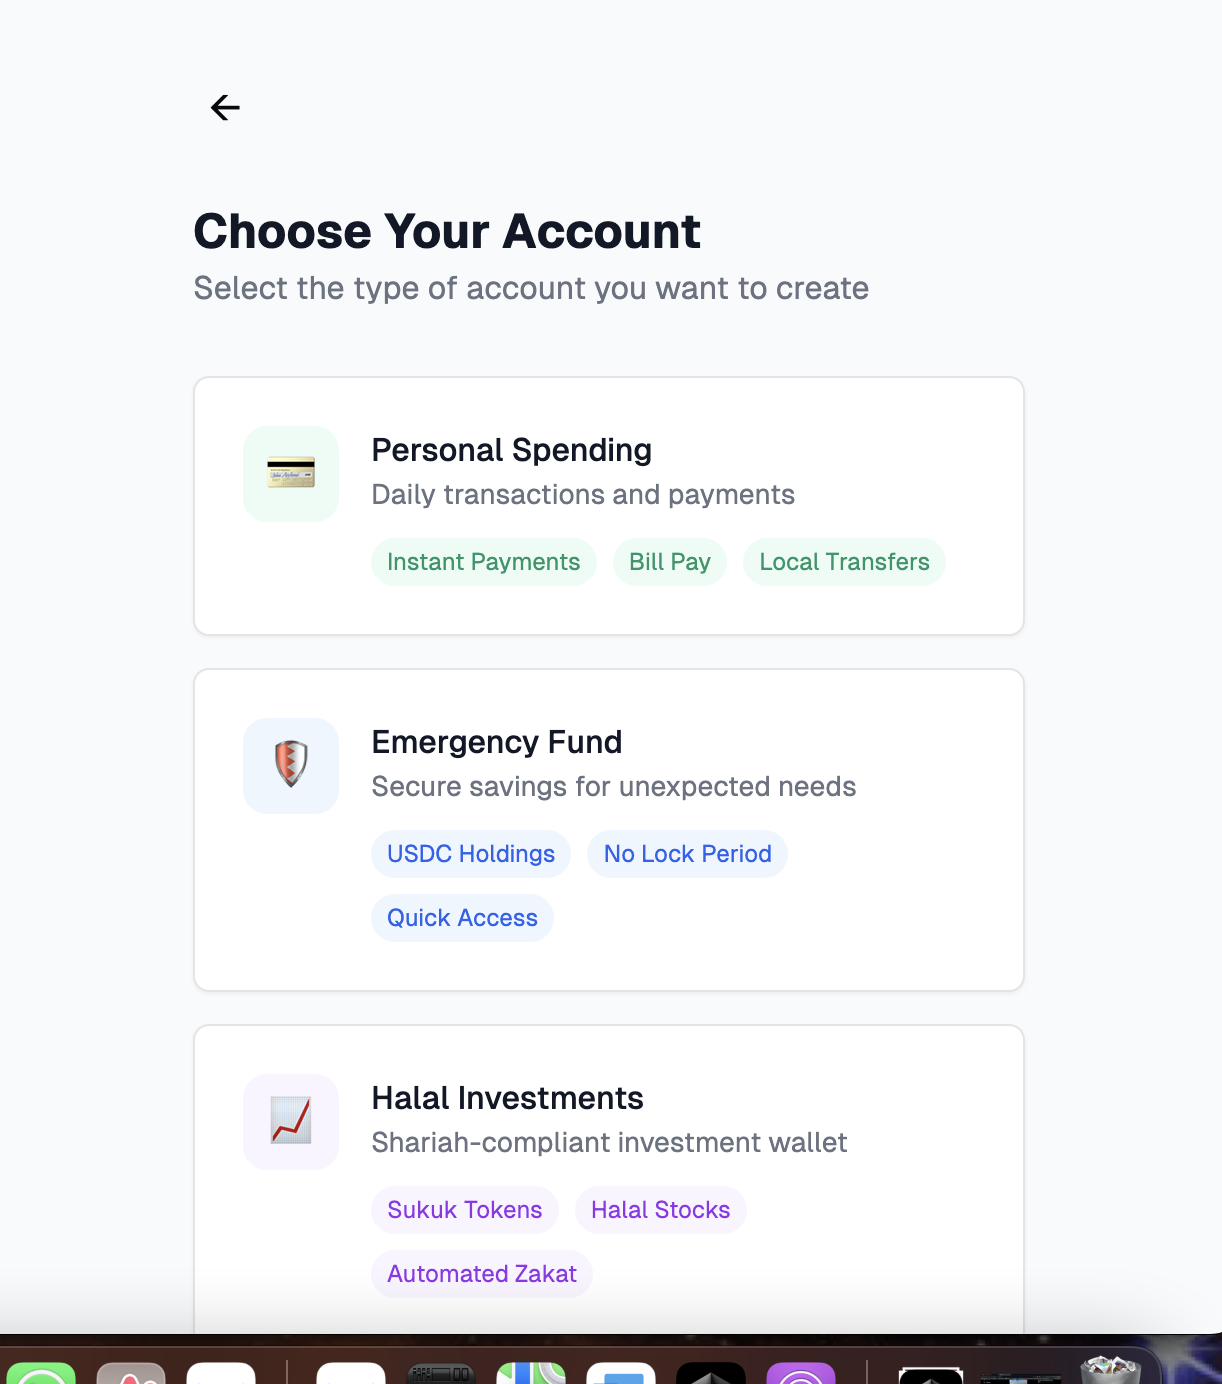 Choose Your Account
Select the type of account you want to create
Personal Spending
Daily transactions and payments
Instant Payments Bill Pay Local Transfers
Emergency Fund
Secure savings for unexpected needs
USDC Holdings No Lock Period
Quick Access
Halal Investments
Shariah-compliant investment wallet
Sukuk Tokens Halal Stocks
Automated Zakat